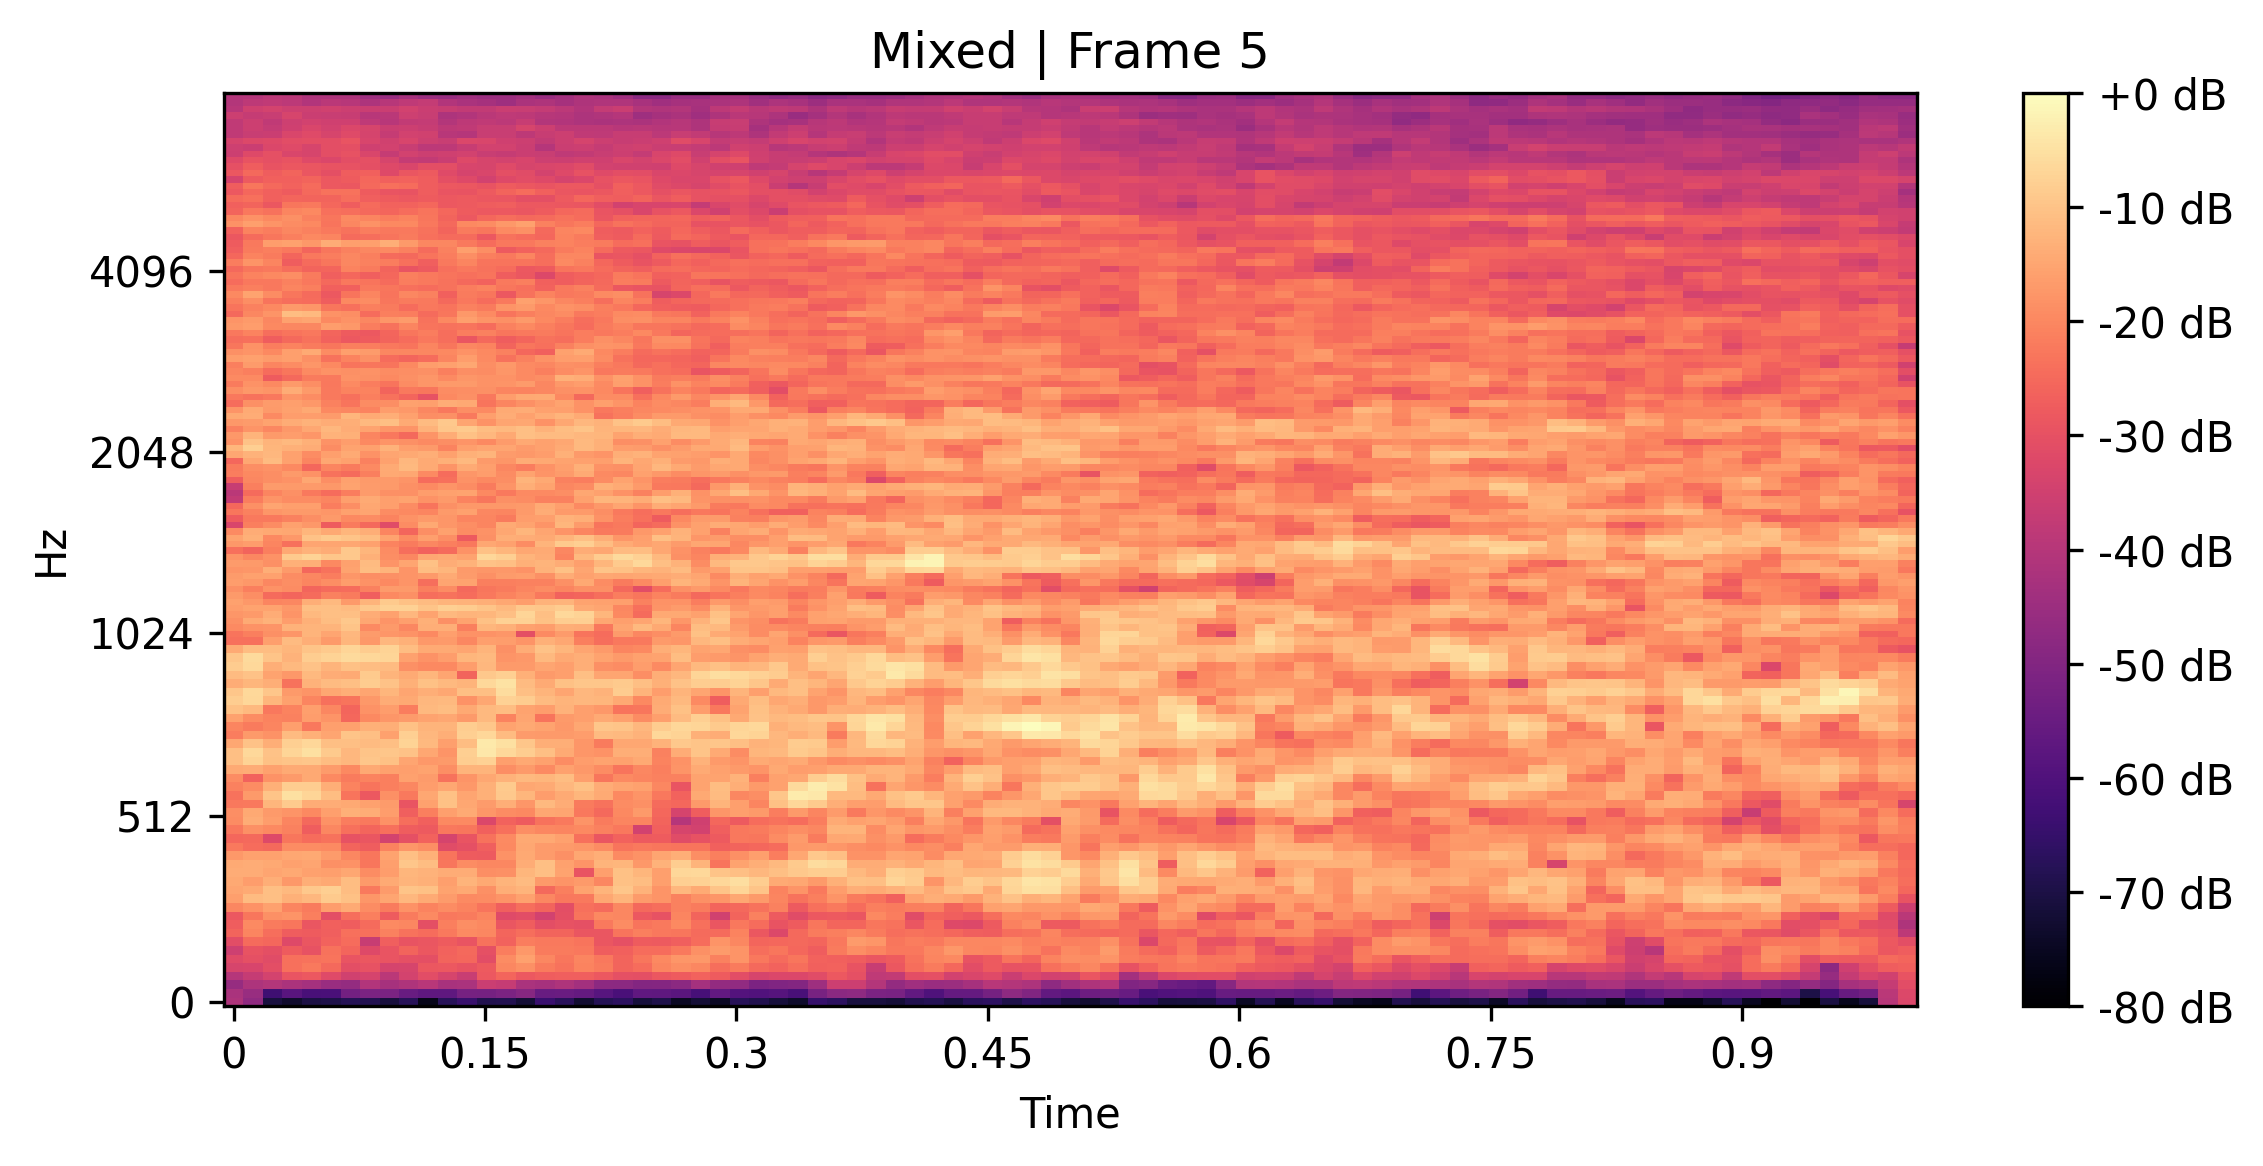 Mixed | Frame 5
+0 dB
-10 dB
-20 dB
-30 dB
-40 dB
-50 dB
-60 dB
-70 dB
-80 dB
Hz
4096
2048
1024
512
0
0 0.15 0.3 0.45 0.6 0.75 0.9
Time